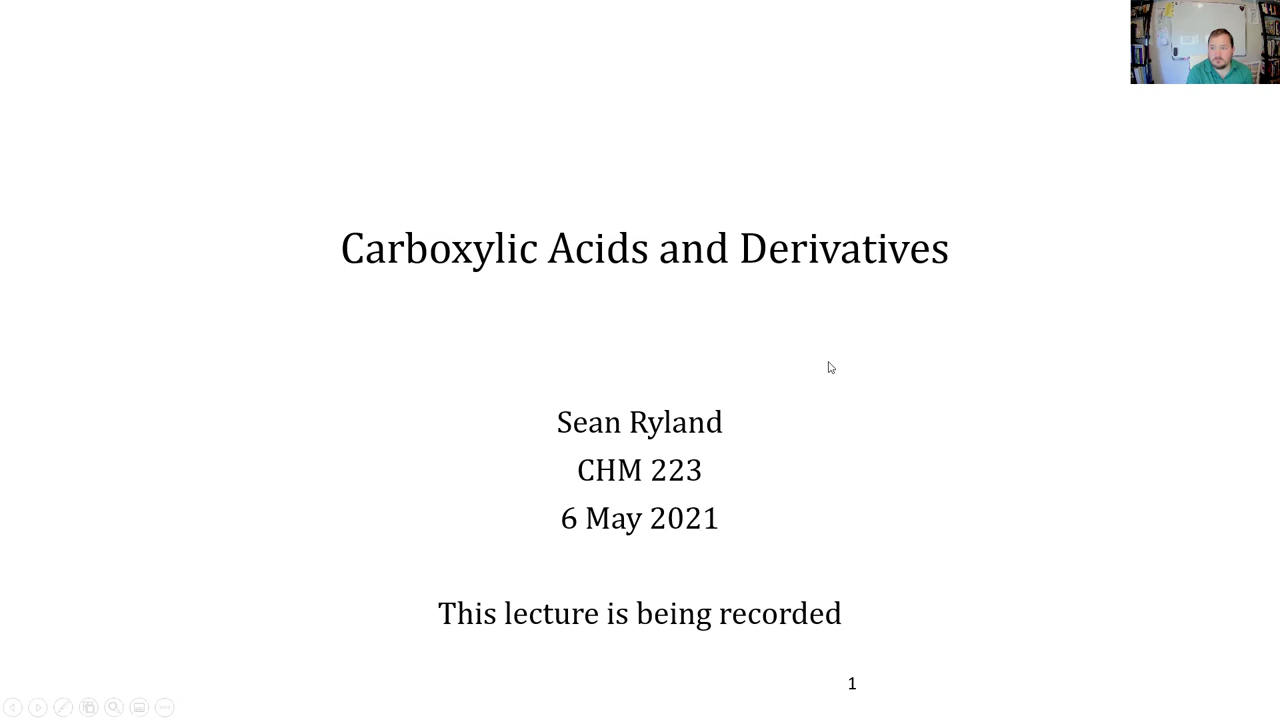 Carboxylic Acids and Derivatives
Sean Ryland
CHM 223
6 May 2021
This lecture is being recorded
1